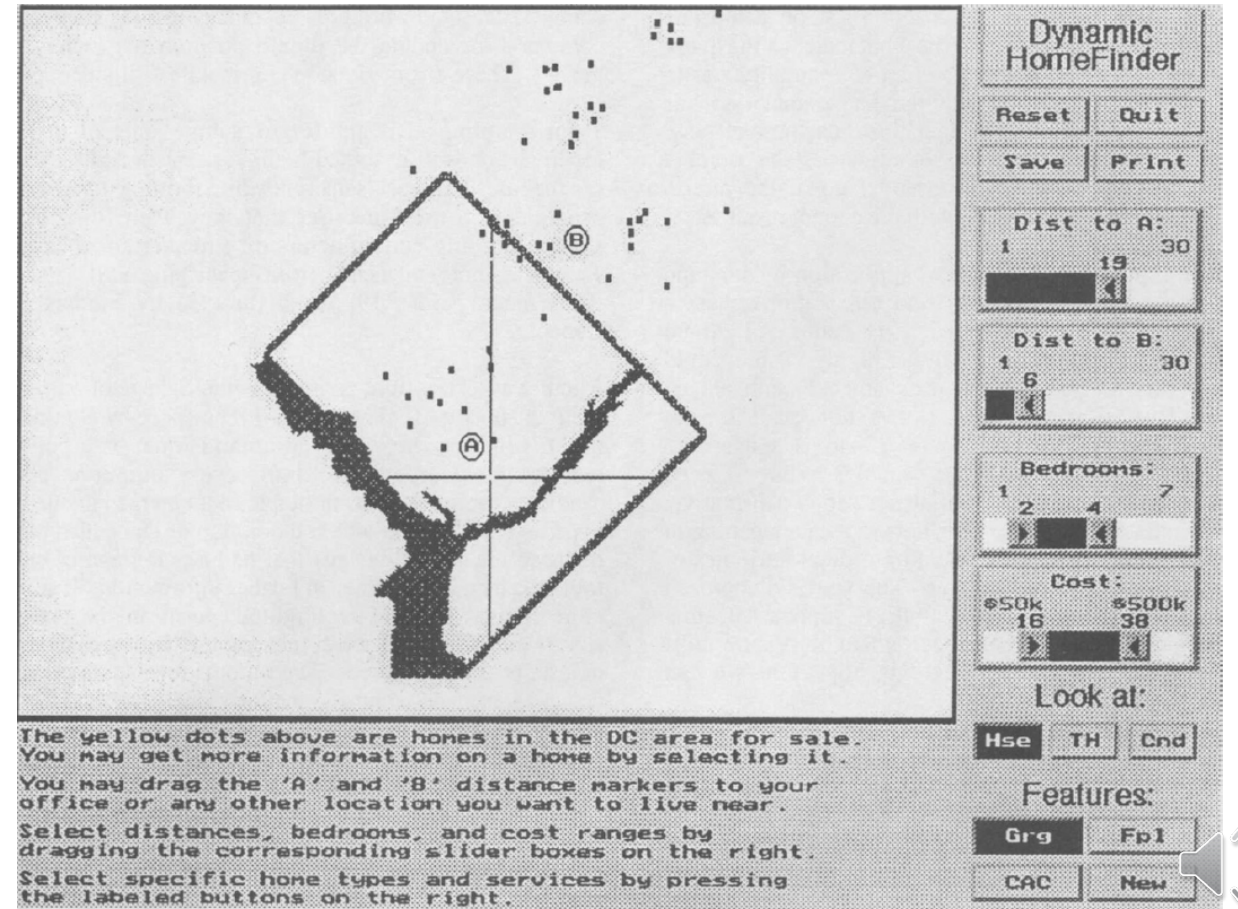 Dynamic
HomeFinder
Reset Quit
Save Print
Dist to A:
1 30
19
Dist to B:
1 30
6
Bedrooms:
1 7
2 4
Cost:
$50k $500k
16 38
Look at:
Hse TH Cnd
Features:
Grg Fpl
CAC New
B
A
The yellow dots above are homes in the DC area for sale.
You may get more information on a home by selecting it.
You may drag the 'A' and 'B' distance markers to your
office or any other location you want to live near.
Select distances, bedrooms, and cost ranges by
dragging the corresponding slider boxes on the right.
Select specific home types and services by pressing
the labeled buttons on the right.